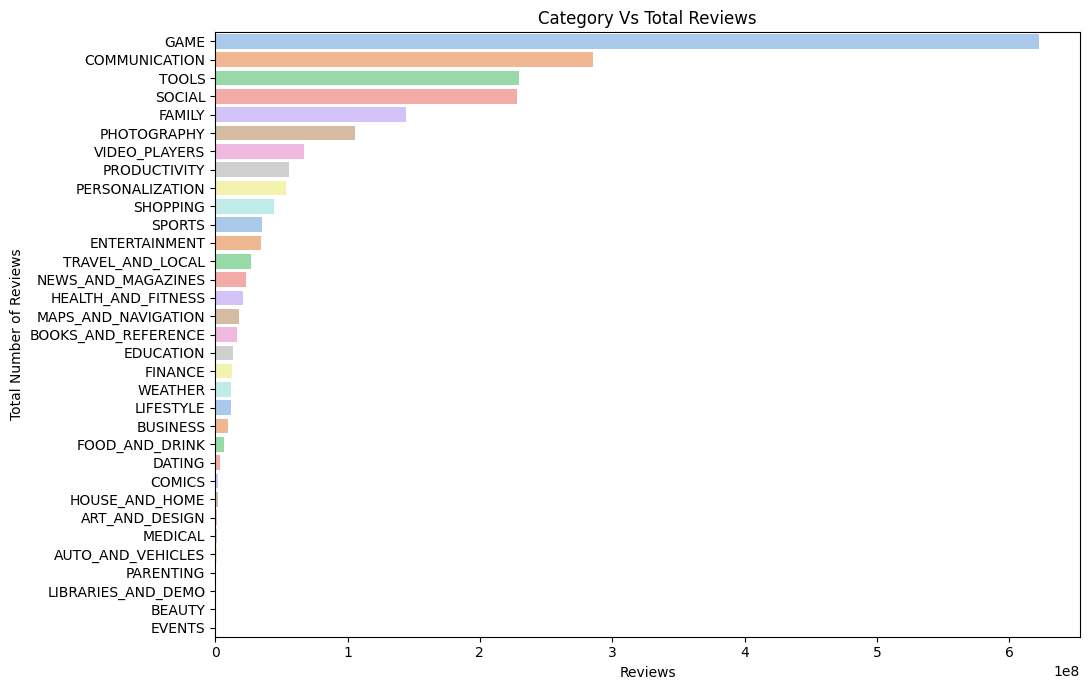 Category Vs Total Reviews
GAME
COMMUNICATION
TOOLS
SOCIAL
FAMILY
PHOTOGRAPHY
VIDEO_PLAYERS
PRODUCTIVITY
PERSONALIZATION
SHOPPING
SPORTS
ENTERTAINMENT
TRAVEL_AND_LOCAL
NEWS_AND_MAGAZINES
HEALTH_AND_FITNESS
MAPS_AND_NAVIGATION
BOOKS_AND_REFERENCE
EDUCATION
FINANCE
WEATHER
LIFESTYLE
BUSINESS
FOOD_AND_DRINK
DATING
COMICS
HOUSE_AND_HOME
ART_AND_DESIGN
MEDICAL
AUTO_AND_VEHICLES
PARENTING
LIBRARIES_AND_DEMO
BEAUTY
EVENTS
Total Number of Reviews
0 1 2 3 4 5 6
1e8
Reviews